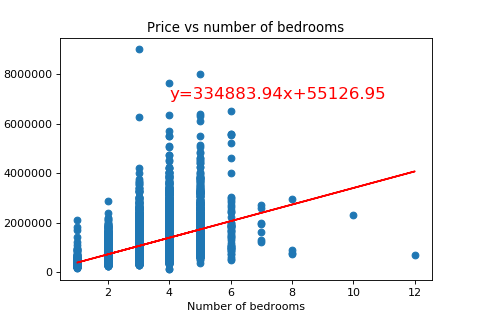 Price vs number of bedrooms
8000000
y=334883.94x+55126.95
6000000
4000000
2000000
0
2 4 6 8 10 12
Number of bedrooms